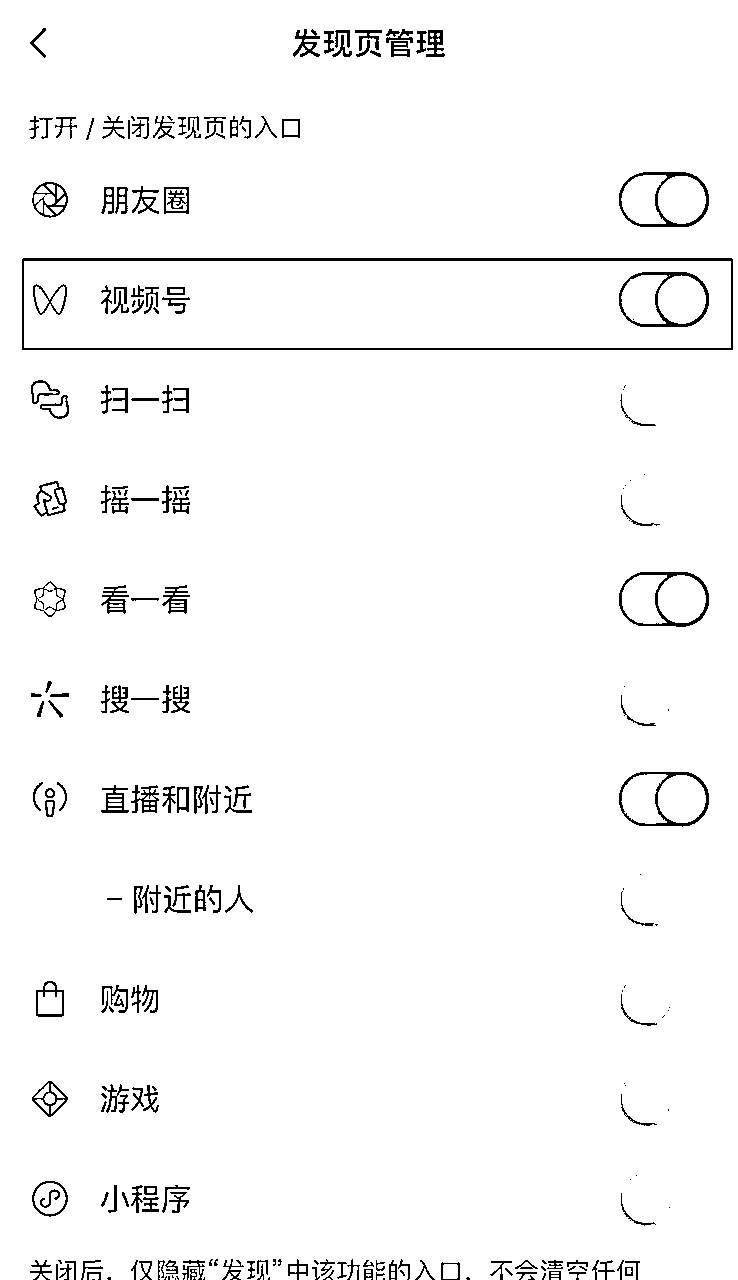 发现页管理
打开 / 关闭发现页的入口
朋友圈
视频号
扫一扫
摇一摇
看一看
搜一搜
直播和附近
– 附近的人
购物
游戏
小程序
关闭后，仅隐藏“发现”中该功能的入口，不会清空任何